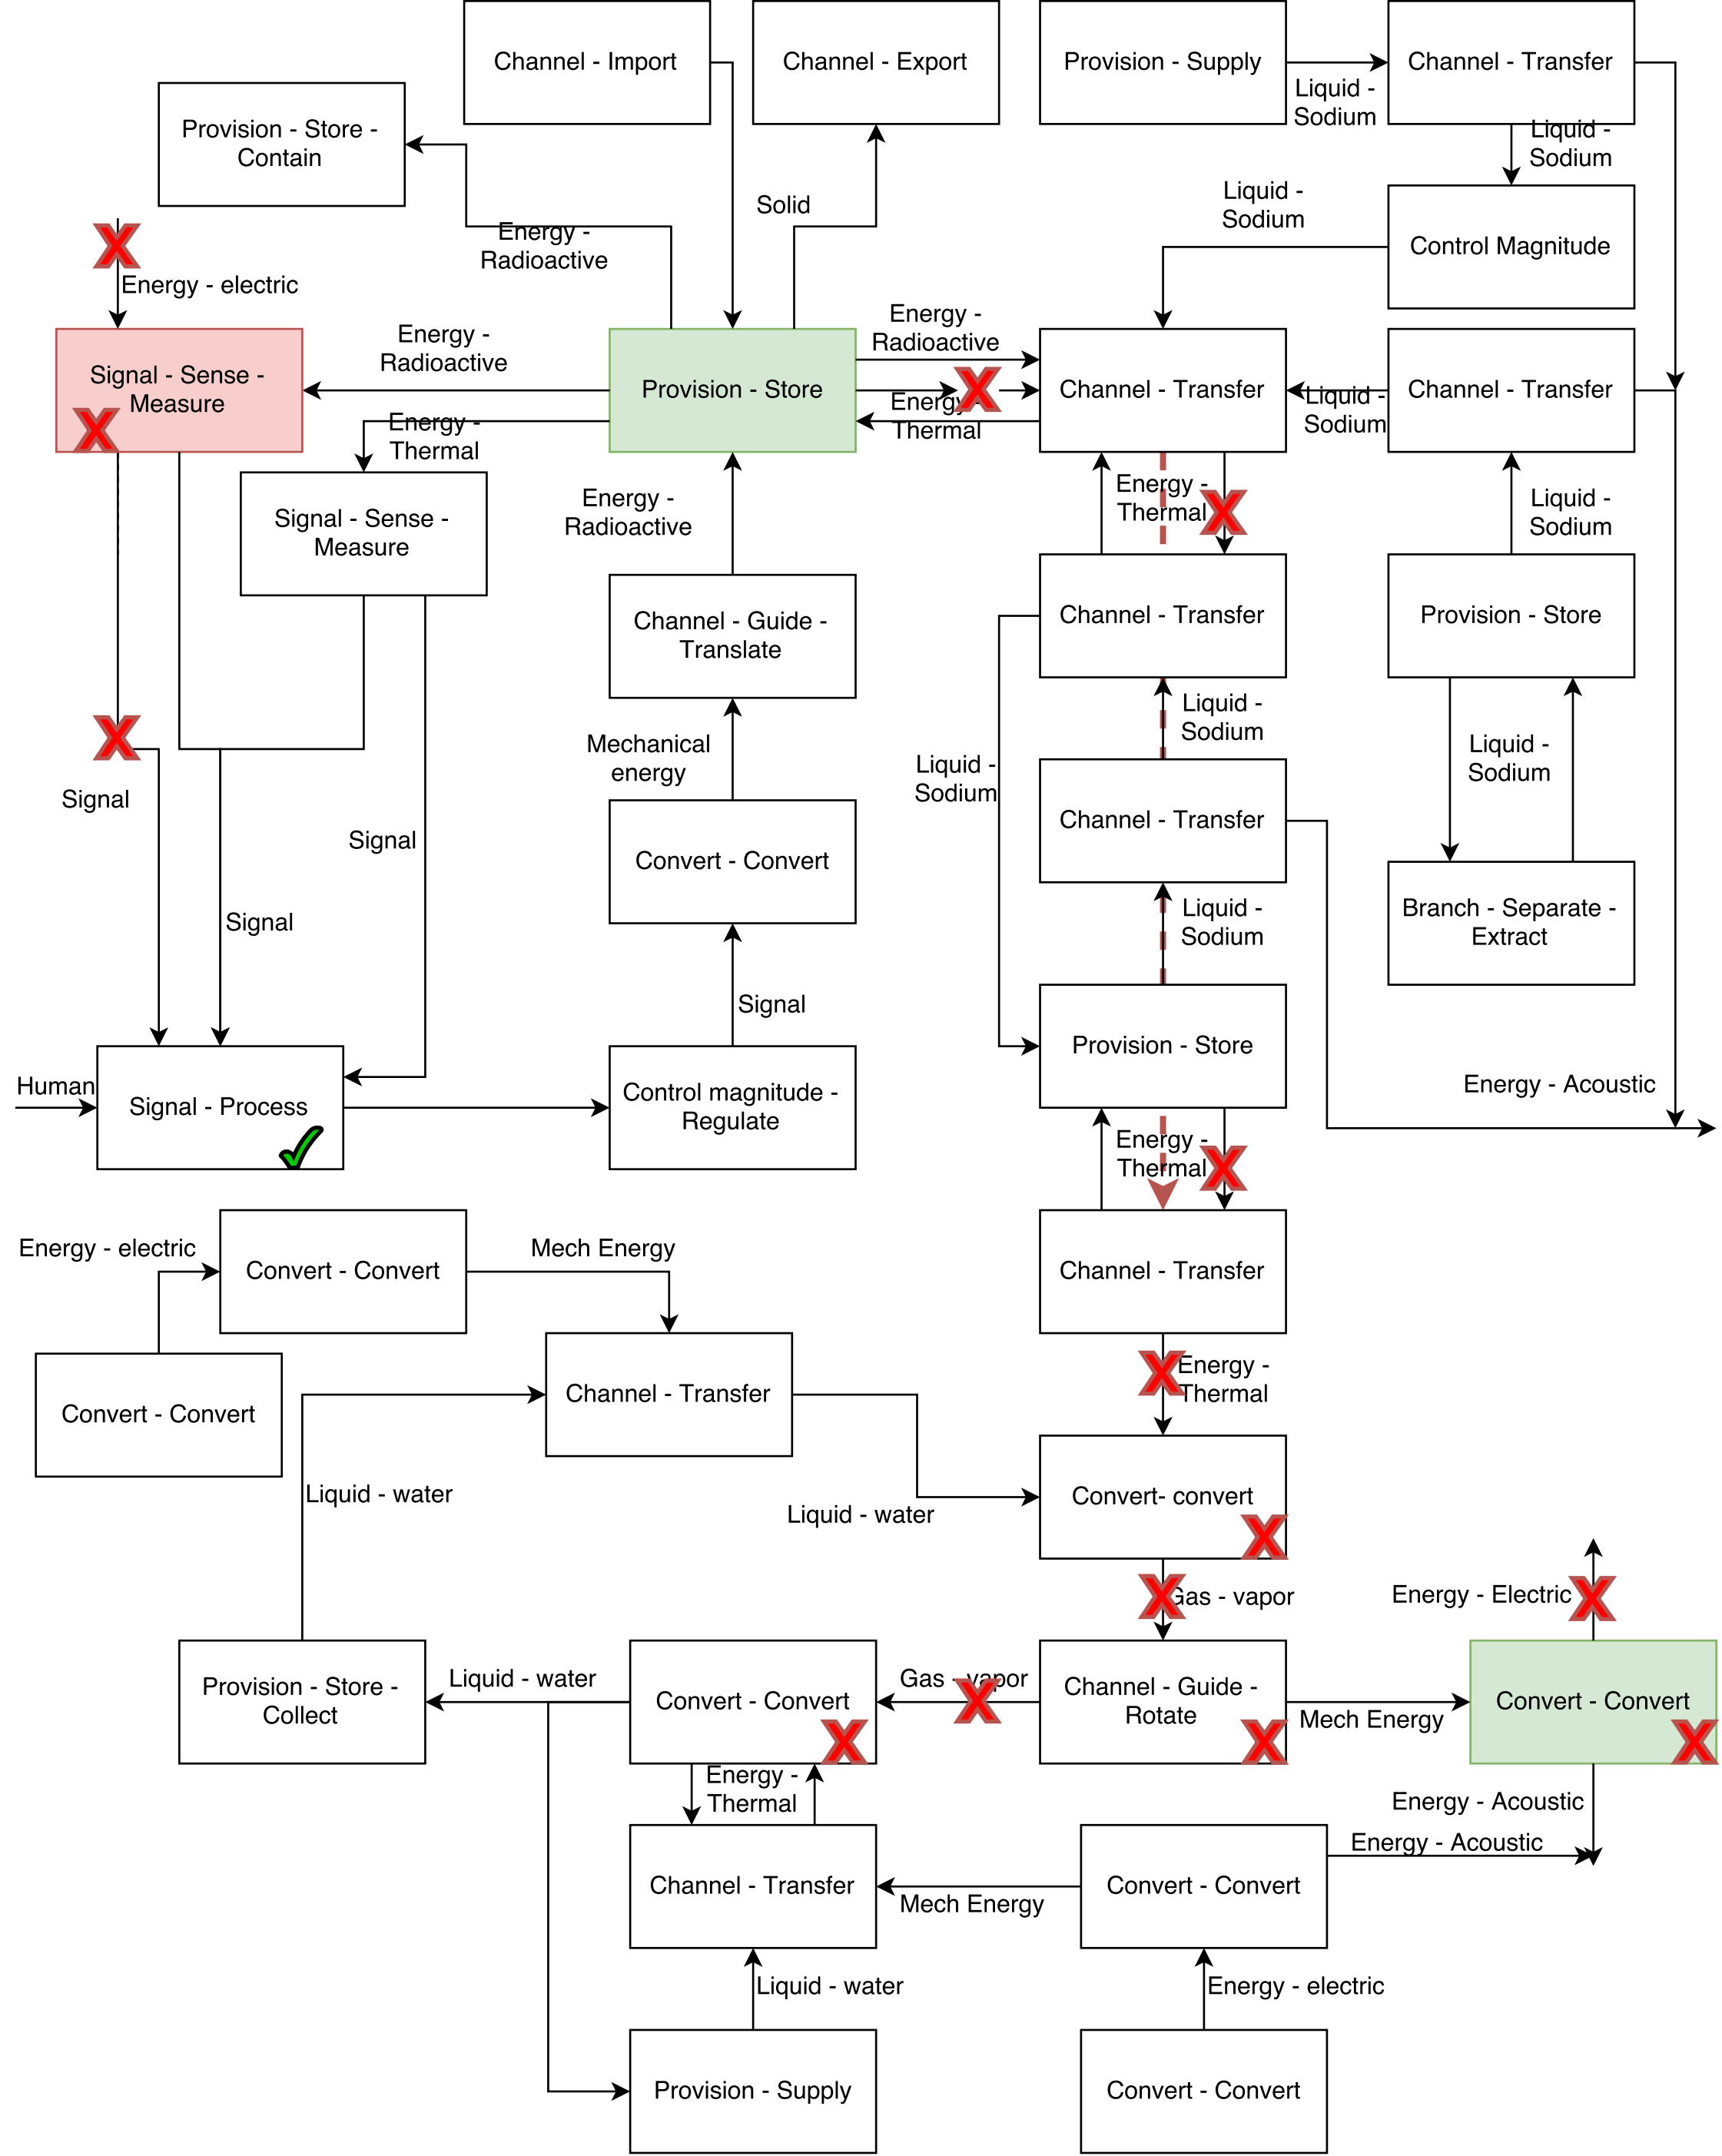 Channel - Import
Channel - Export
Provision - Supply
Liquid -
Sodium
Channel - Transfer
Provision - Store -
Contain
Liquid -
Sodium
Solid
Liquid -
Sodium
Energy -
Radioactive
Control Magnitude
Energy - electric
Signal - Sense -
Measure
Energy -
Radioactive
Provision - Store
Energy -
Radioactive
Energy -
Thermal
Channel - Transfer
Liquid -
Sodium
Channel - Transfer
Energy -
Thermal
Signal - Sense -
Measure
Energy -
Radioactive
Energy -
Thermal
Liquid -
Sodium
Channel - Guide -
Translate
Channel - Transfer
Provision - Store
Mechanical
energy
Liquid -
Sodium
Liquid -
Sodium
Liquid -
Sodium
Signal
Signal
Convert - Convert
Channel - Transfer
Signal
Liquid -
Sodium
Branch - Separate -
Extract
Signal
Provision - Store
Human
Signal - Process
Control magnitude -
Regulate
Energy - Acoustic
Energy -
Thermal
Energy - electric
Convert - Convert
Mech Energy
Channel - Transfer
Convert - Convert
Channel - Transfer
Energy -
Thermal
Liquid - water
Liquid - water
Convert- convert
Gas - vapor
Energy - Electric
Provision - Store -
Collect
Liquid - water
Convert - Convert
Gas - vapor
Channel - Guide -
Rotate
Mech Energy
Convert - Convert
Energy -
Thermal
Energy - Acoustic
Energy - Acoustic
Channel - Transfer
Mech Energy
Convert - Convert
Liquid - water
Energy - electric
Provision - Supply
Convert - Convert